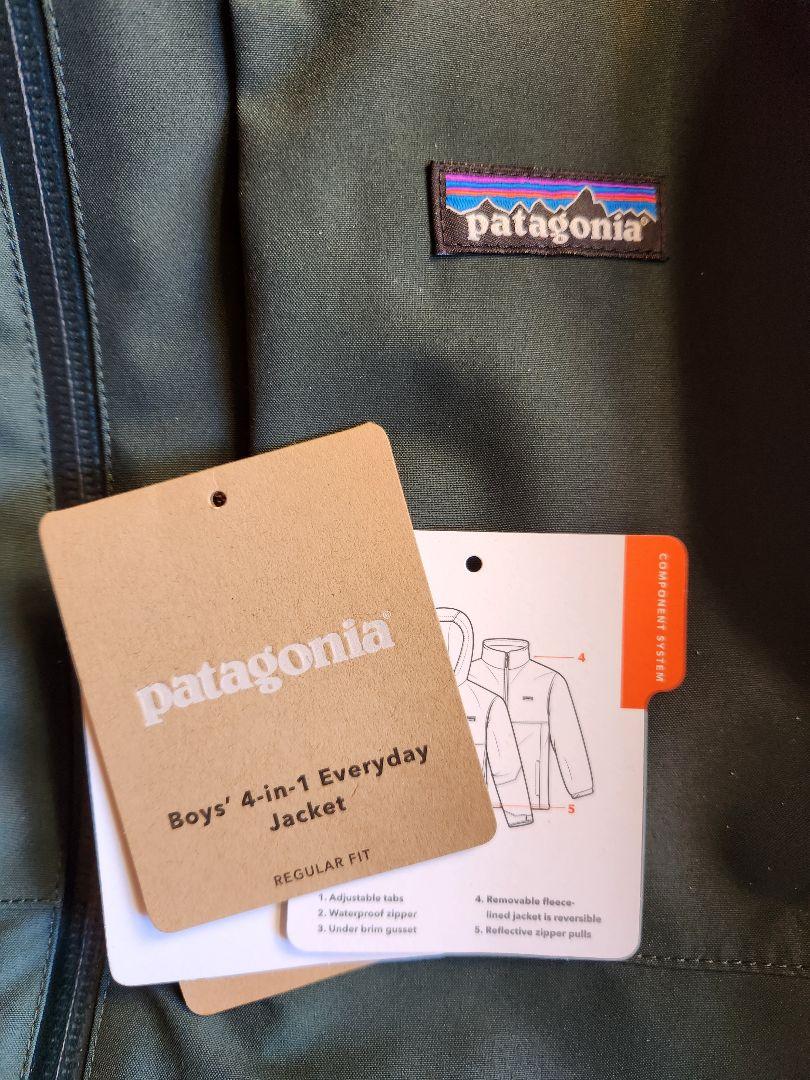 patagonia®
patagonia®
Boys' 4-in-1 Everyday
Jacket
REGULAR FIT
COMPONENT SYSTEM
4
5
1. Adjustable tabs
2. Waterproof zipper
3. Under brim gusset
4. Removable fleece-
lined jacket is reversible
5. Reflective zipper pulls